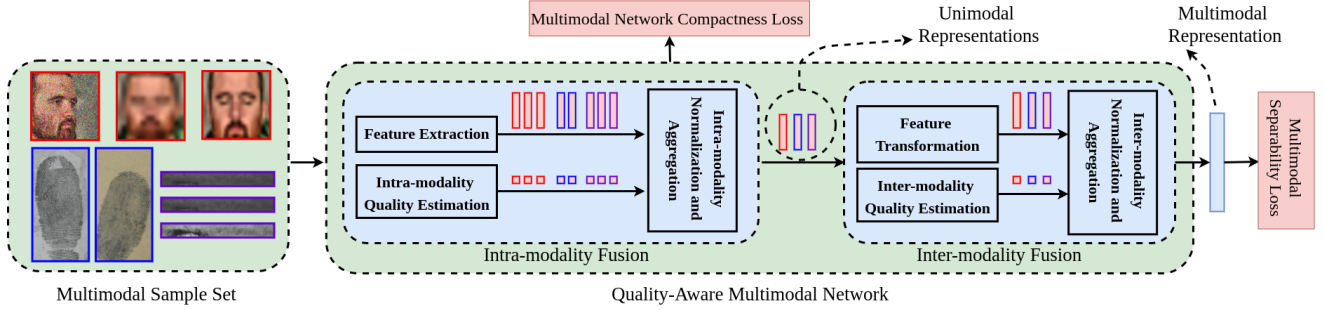 Multimodal Network Compactness Loss
Unimodal
Representations
Multimodal
Representation
Feature Extraction
Intra-modality
Quality Estimation
Intra-modality
Normalization and
Aggregation
Feature
Transformation
Inter-modality
Quality Estimation
Inter-modality
Normalization and
Aggregation
Multimodal
Separability Loss
Intra-modality Fusion
Inter-modality Fusion
Multimodal Sample Set
Quality-Aware Multimodal Network